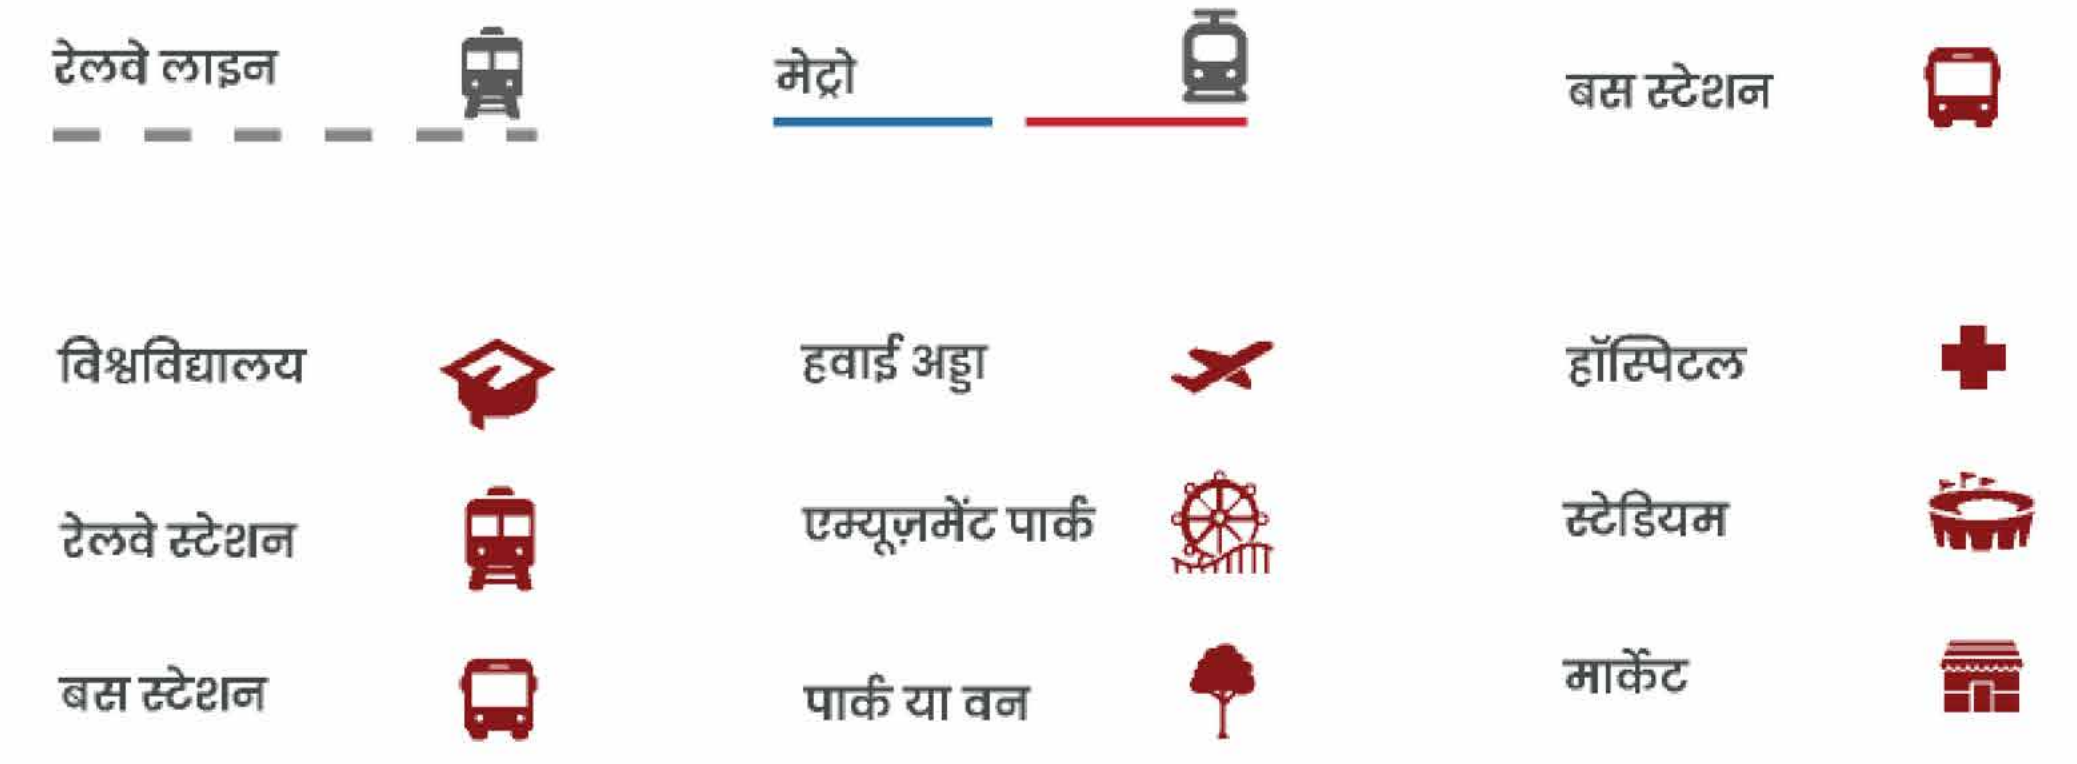 रेलवे लाइन
मेट्रो
बस स्टेशन
विश्वविद्यालय
हवाई अड्डा
हॉस्पिटल
रेलवे स्टेशन
एम्यूज़मेंट पार्क
स्टेडियम
बस स्टेशन
पार्क या वन
मार्केट